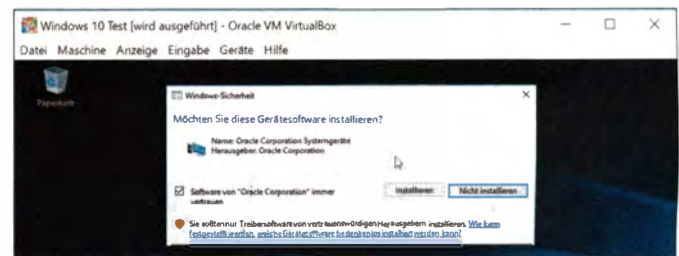 Windows 10 Test [wird ausgeführt] - Oracle VM VirtualBox
Datei Maschine Anzeige Eingabe Geräte Hilfe
Papierkorb
Windows-Sicherheit
Möchten Sie diese Gerätesoftware installieren?
Name: Oracle Corporation Systemgeräte
Herausgeber: Oracle Corporation
Software von "Oracle Corporation" immer
vertrauen
Installieren
Nicht installieren
Sie sollten nur Treibersoftware von vertrauenswürdigen Herausgebern installieren. Wie kann
festgestellt werden, welche Gerätesoftware bedenkenlos installiert werden kann?